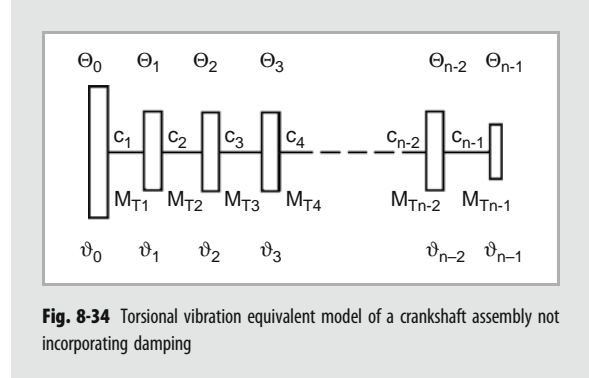 Θ0 Θ1 Θ2 Θ3 Θn-2 Θn-1
c1 c2 c3 c4 cn-2 cn-1
MT1 MT2 MT3 MT4 MTn-2 MTn-1
ϑ0 ϑ1 ϑ2 ϑ3 ϑn–2 ϑn–1
Fig. 8-34 Torsional vibration equivalent model of a crankshaft assembly not
incorporating damping